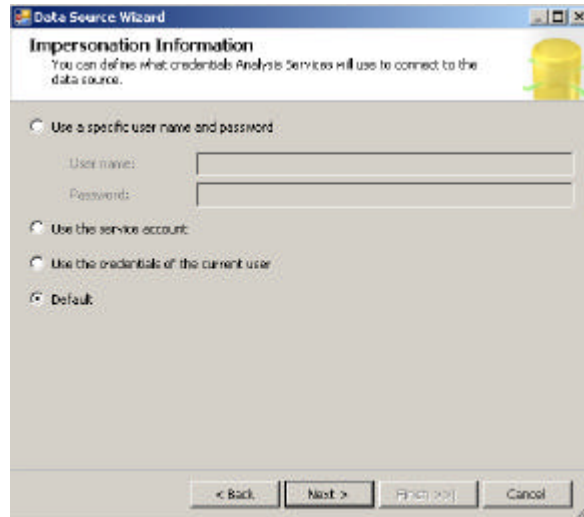 Data Source Wizard
Impersonation Information
You can define what credentials Analysis Services will use to connect to the
data source.
Use a specific user name and password
User name:
Password:
Use the service account
Use the credentials of the current user
Default
< Back
Next >
Finish >>|
Cancel